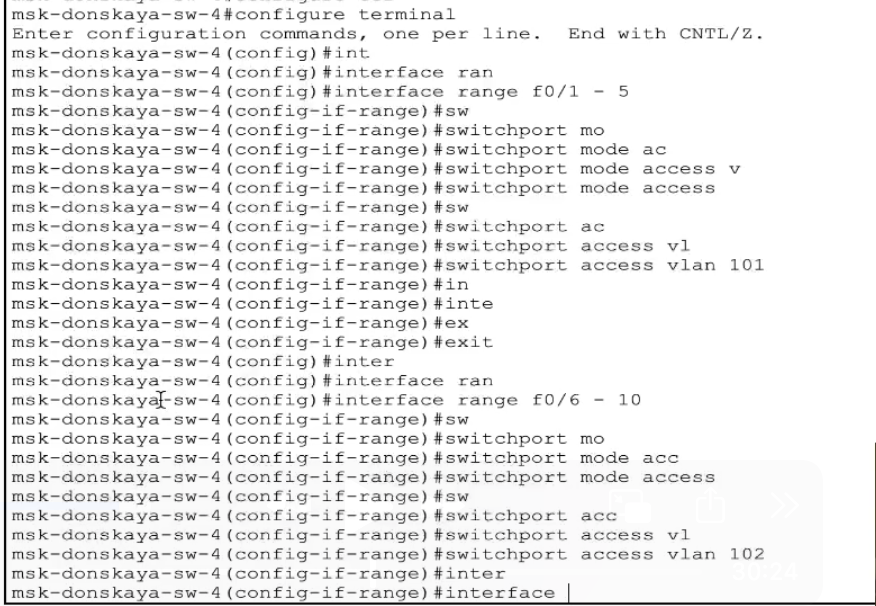 msk-donskaya-sw-4#configure terminal
Enter configuration commands, one per line.  End with CNTL/Z.
msk-donskaya-sw-4(config)#int
msk-donskaya-sw-4(config)#interface ran
msk-donskaya-sw-4(config)#interface range f0/1 - 5
msk-donskaya-sw-4(config-if-range)#sw
msk-donskaya-sw-4(config-if-range)#switchport mo
msk-donskaya-sw-4(config-if-range)#switchport mode ac
msk-donskaya-sw-4(config-if-range)#switchport mode access v
msk-donskaya-sw-4(config-if-range)#switchport mode access
msk-donskaya-sw-4(config-if-range)#sw
msk-donskaya-sw-4(config-if-range)#switchport ac
msk-donskaya-sw-4(config-if-range)#switchport access vl
msk-donskaya-sw-4(config-if-range)#switchport access vlan 101
msk-donskaya-sw-4(config-if-range)#in
msk-donskaya-sw-4(config-if-range)#inte
msk-donskaya-sw-4(config-if-range)#ex
msk-donskaya-sw-4(config-if-range)#exit
msk-donskaya-sw-4(config)#inter
msk-donskaya-sw-4(config)#interface ran
msk-donskaya-sw-4(config)#interface range f0/6 - 10
msk-donskaya-sw-4(config-if-range)#sw
msk-donskaya-sw-4(config-if-range)#switchport mo
msk-donskaya-sw-4(config-if-range)#switchport mode acc
msk-donskaya-sw-4(config-if-range)#switchport mode access
msk-donskaya-sw-4(config-if-range)#sw
msk-donskaya-sw-4(config-if-range)#switchport acc
msk-donskaya-sw-4(config-if-range)#switchport access vl
msk-donskaya-sw-4(config-if-range)#switchport access vlan 102
msk-donskaya-sw-4(config-if-range)#inter
30:24
msk-donskaya-sw-4(config-if-range)#interface